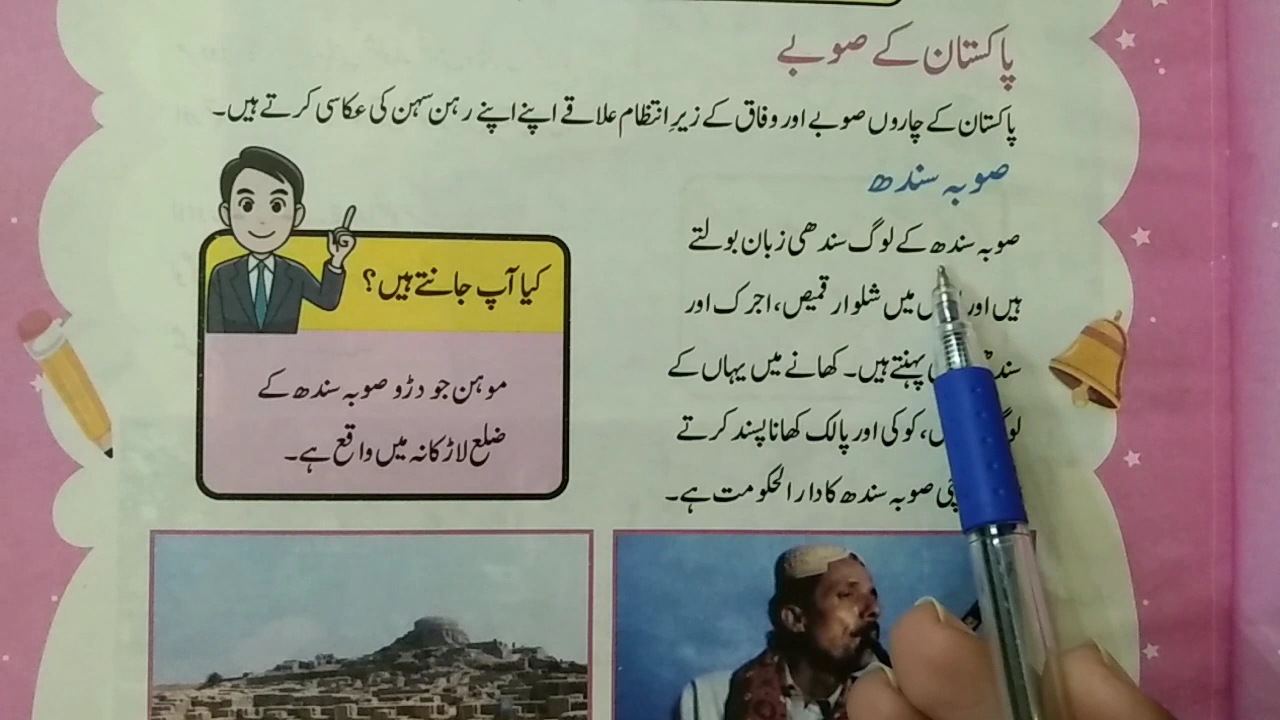 پاکستان کے صوبے
پاکستان کے چاروں صوبے اور وفاق کے زیرِ انتظام علاقے اپنے اپنے رہن سہن کی عکاسی کرتے ہیں۔
صوبہ سندھ
صوبہ سندھ کے لوگ سندھی زبان بولتے
ہیں اور میں شلوار قمیص، اجرک اور
پہنتے ہیں۔ کھانے میں یہاں کے
کوکی اور پالک کھانا پسند کرتے
صوبہ سندھ کا دارالحکومت ہے۔
کیا آپ جانتے ہیں؟
موہن جو دڑو صوبہ سندھ کے
ضلع لاڑکانہ میں واقع ہے۔